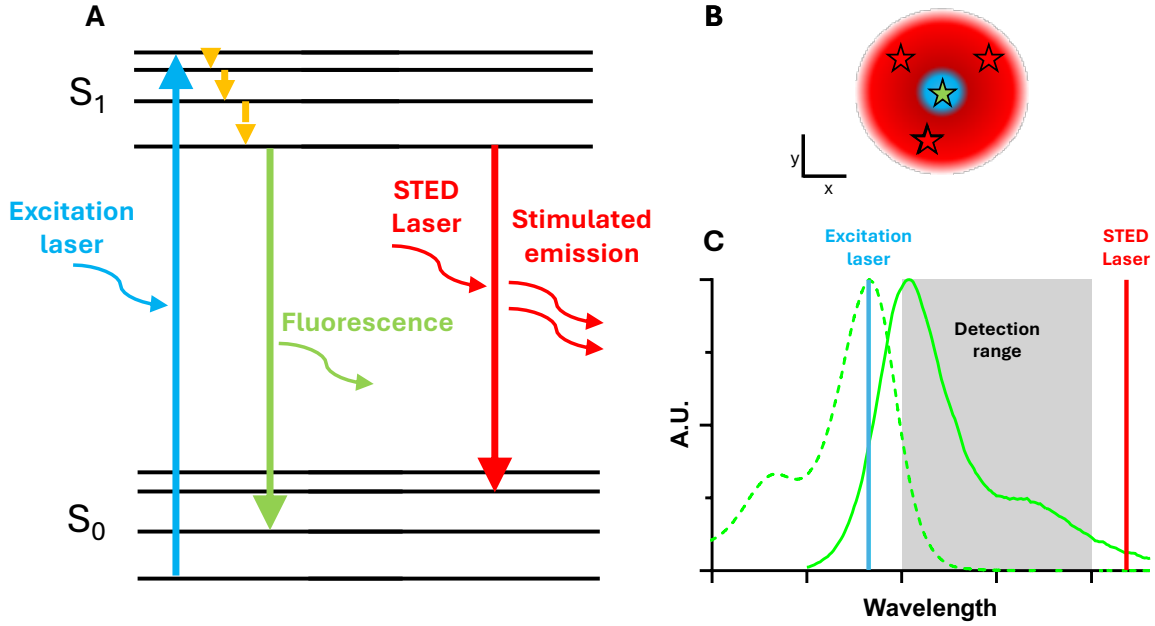 A
S1
Excitation
laser
Fluorescence
STED
Laser
Stimulated
emission
S0
B
y
x
C
Excitation
laser
STED
Laser
Detection
range
A.U.
Wavelength